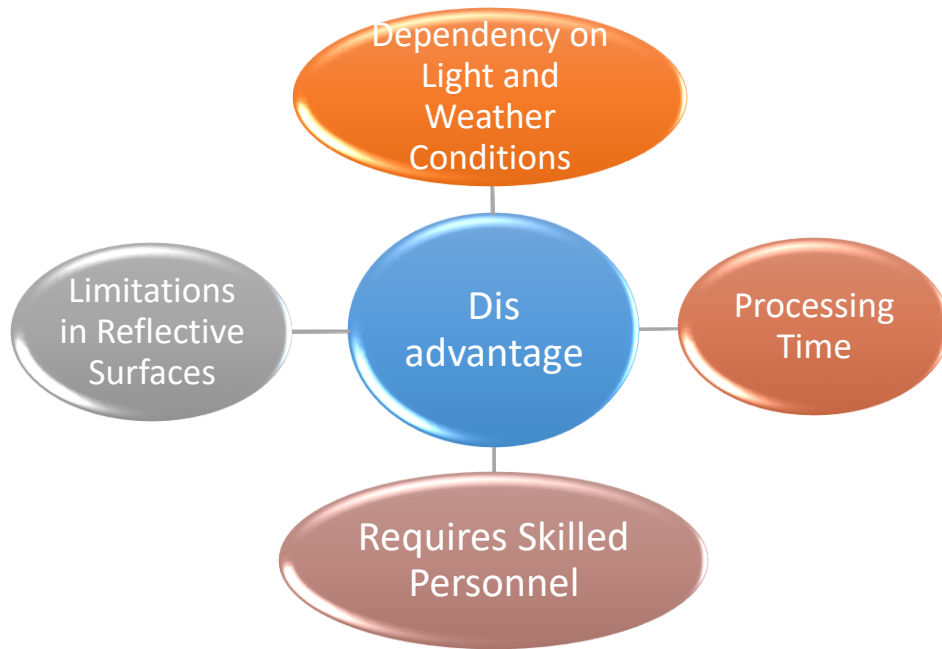 Dependency on
Light and
Weather
Conditions
Limitations
in Reflective
Surfaces
Dis
advantage
Processing
Time
Requires Skilled
Personnel